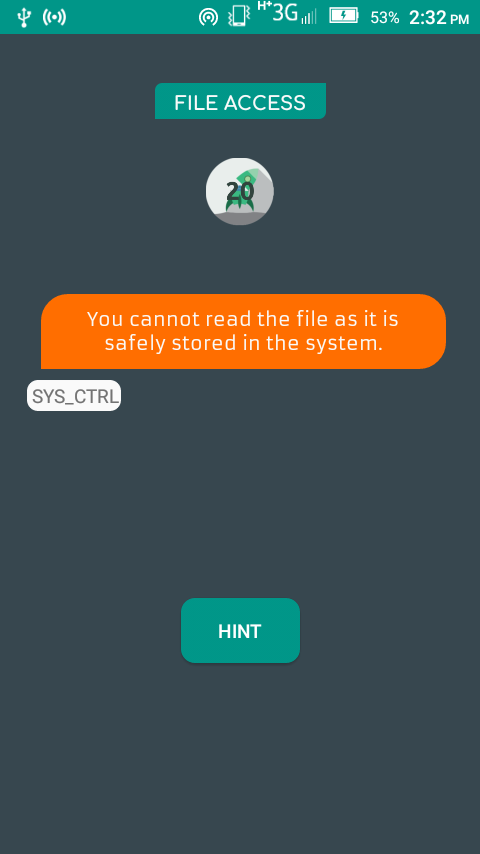 H+ 3G 53% 2:32 PM
FILE ACCESS
20
You cannot read the file as it is
safely stored in the system.
SYS_CTRL
HINT